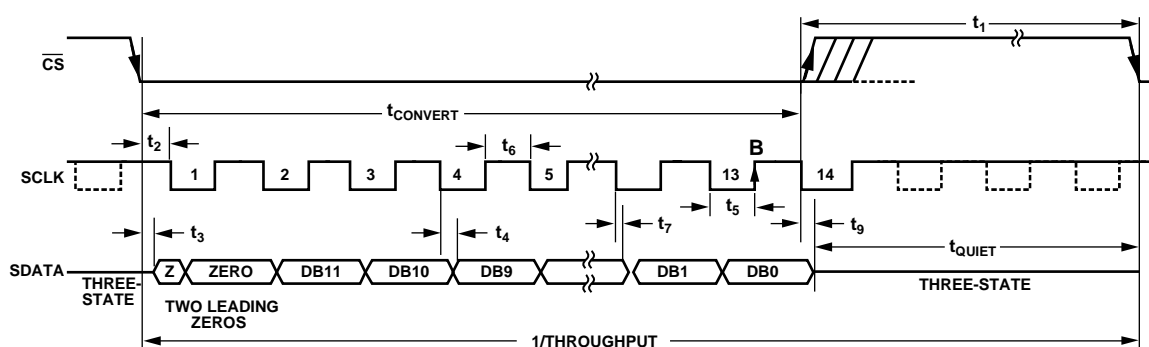 t1
CS
tCONVERT
t2
t6
B
SCLK
1 2 3 4 5 13 14
t5
t3 t4 t7 t9
tQUIET
SDATA
Z ZERO DB11 DB10 DB9 DB1 DB0
THREE-
STATE
THREE-STATE
TWO LEADING
ZEROS
1/THROUGHPUT